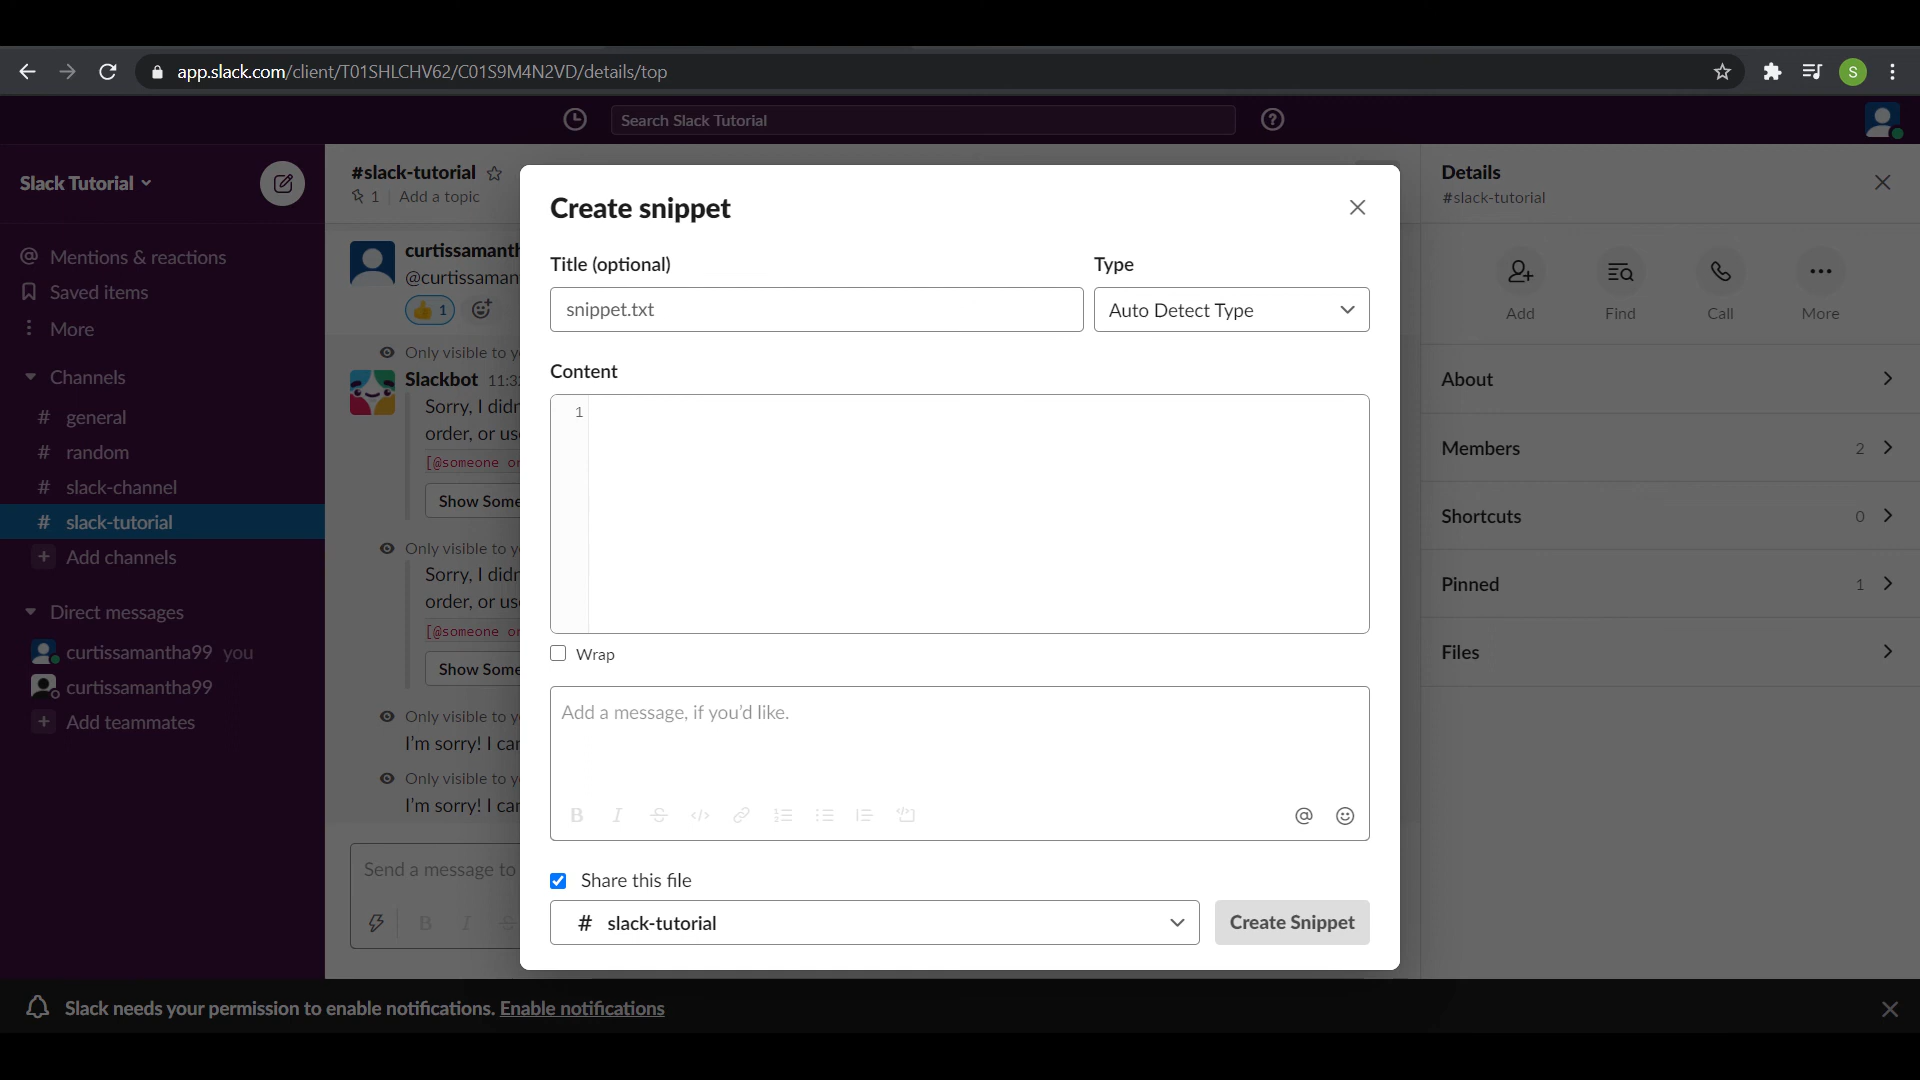 app.slack.com/client/T01SHLCHV62/C01S9M4N2VD/details/top
S
Search Slack Tutorial
Slack Tutorial
Mentions & reactions
Saved items
More
Channels
# general
# random
# slack-channel
# slack-tutorial
+ Add channels
Direct messages
curtissamantha99 you
curtissamantha99
+ Add teammates
#slack-tutorial
1 Add a topic
curtissamanth
@curtissaman
1
Only visible to y
Slackbot 11:3
Sorry, I didn
order, or us
[@someone or
Show Some
Only visible to y
Sorry, I didn
order, or us
[@someone or
Show Some
Only visible to y
I'm sorry! I can
Only visible to y
I'm sorry! I can
Send a message to
B I S
Create snippet
Title (optional) Type
snippet.txt Auto Detect Type
Content
1
Wrap
Add a message, if you'd like.
B I S
Share this file
# slack-tutorial
Create Snippet
Details
#slack-tutorial
Add Find Call More
About
Members 2
Shortcuts 0
Pinned 1
Files
Slack needs your permission to enable notifications. Enable notifications